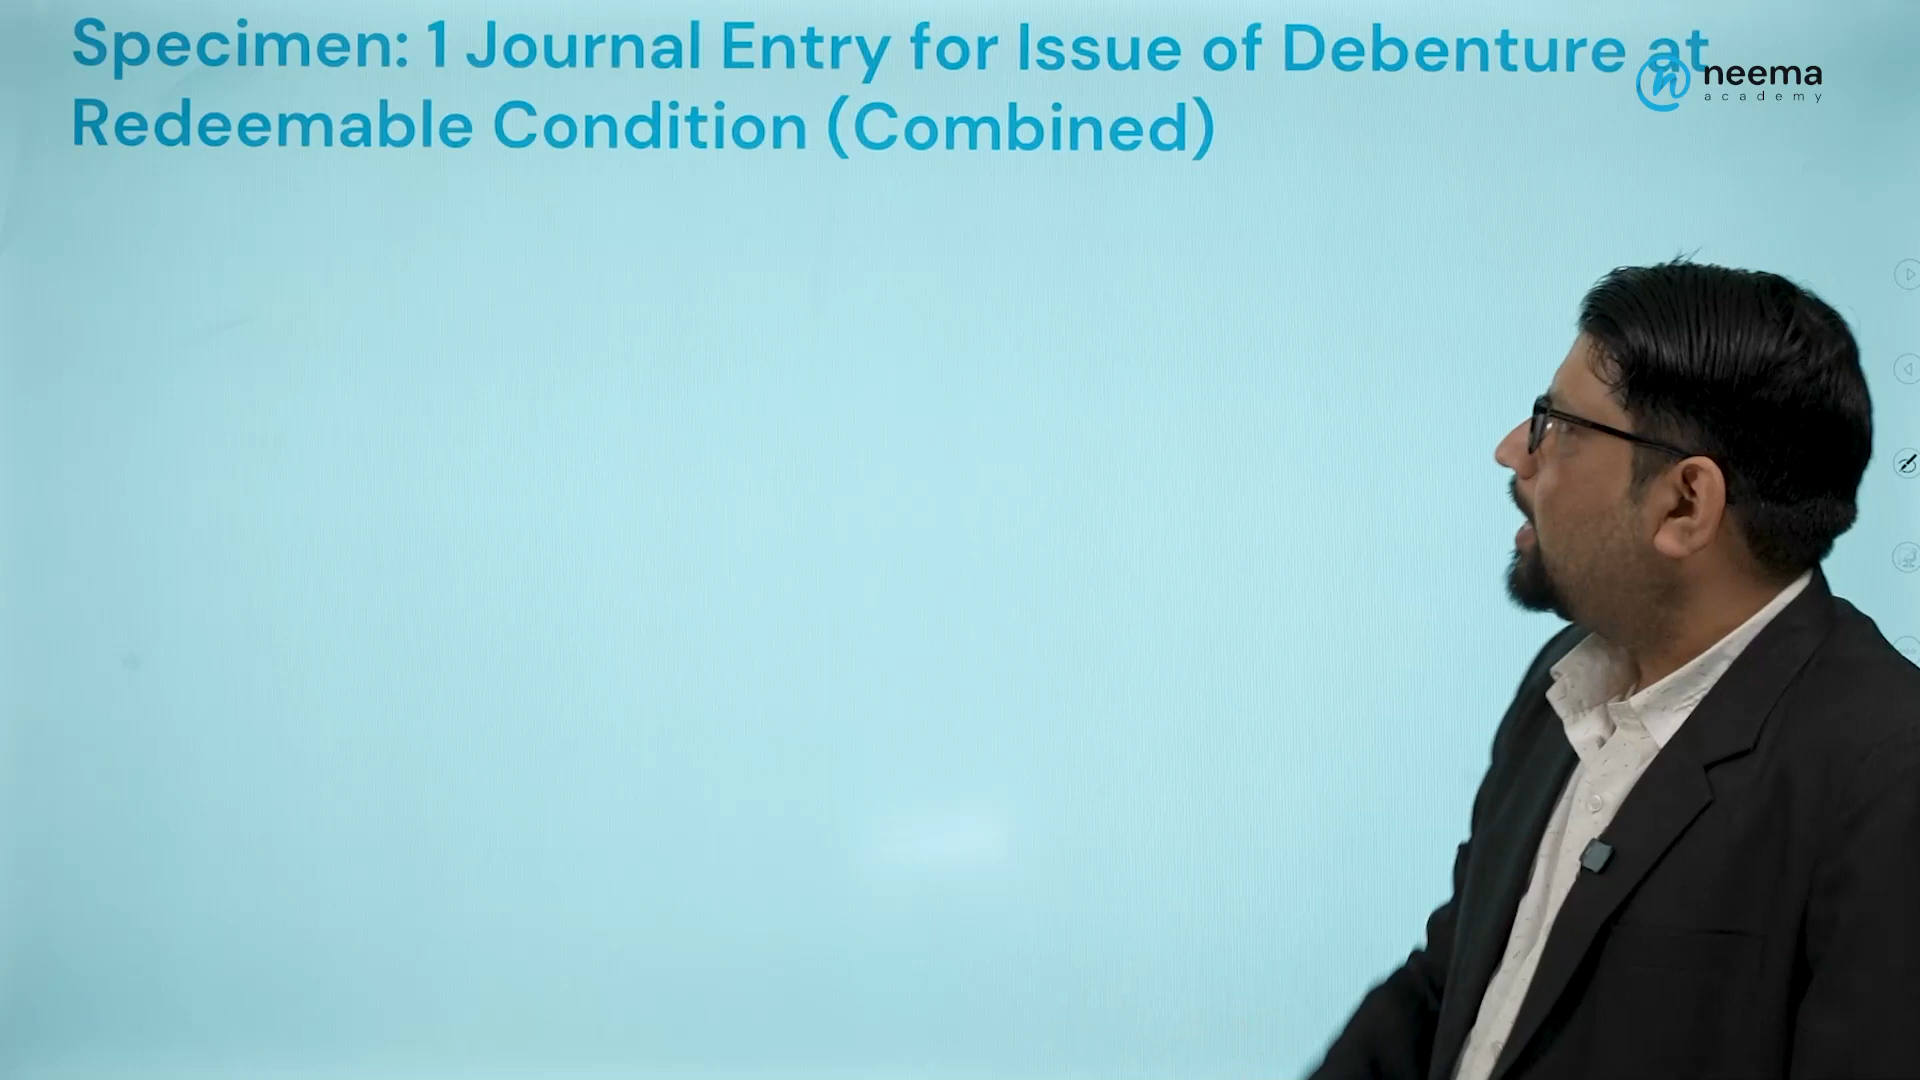 Specimen: 1 Journal Entry for Issue of Debenture at
Redeemable Condition (Combined)
neema
academy